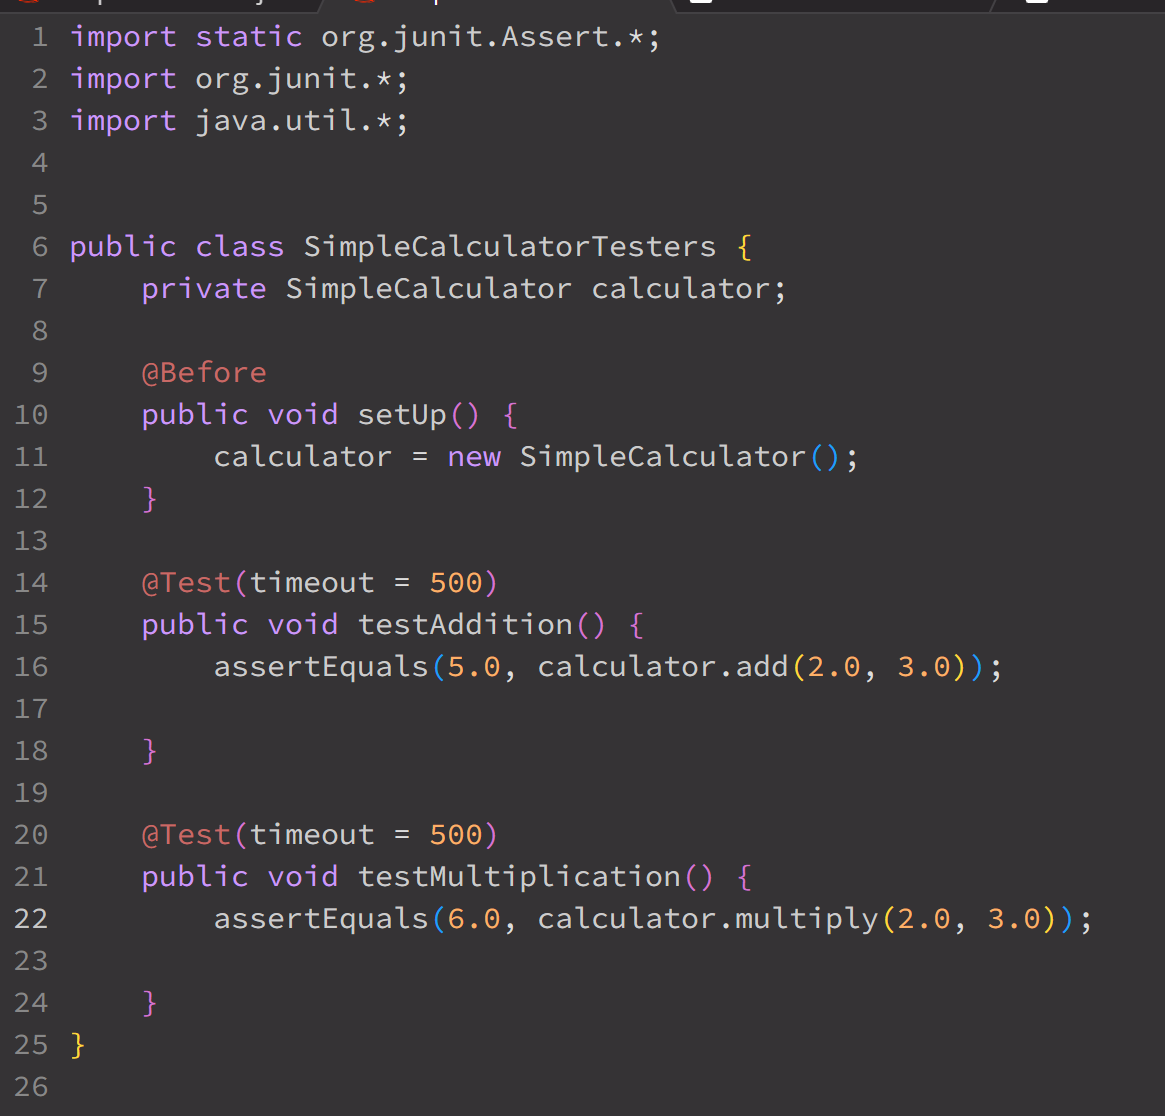 1 import static org.junit.Assert.*;
2 import org.junit.*;
3 import java.util.*;
4
5
6 public class SimpleCalculatorTesters {
7     private SimpleCalculator calculator;
8
9     @Before
10     public void setUp() {
11         calculator = new SimpleCalculator();
12     }
13
14     @Test(timeout = 500)
15     public void testAddition() {
16         assertEquals(5.0, calculator.add(2.0, 3.0));
17
18     }
19
20     @Test(timeout = 500)
21     public void testMultiplication() {
22         assertEquals(6.0, calculator.multiply(2.0, 3.0));
23
24     }
25 }
26